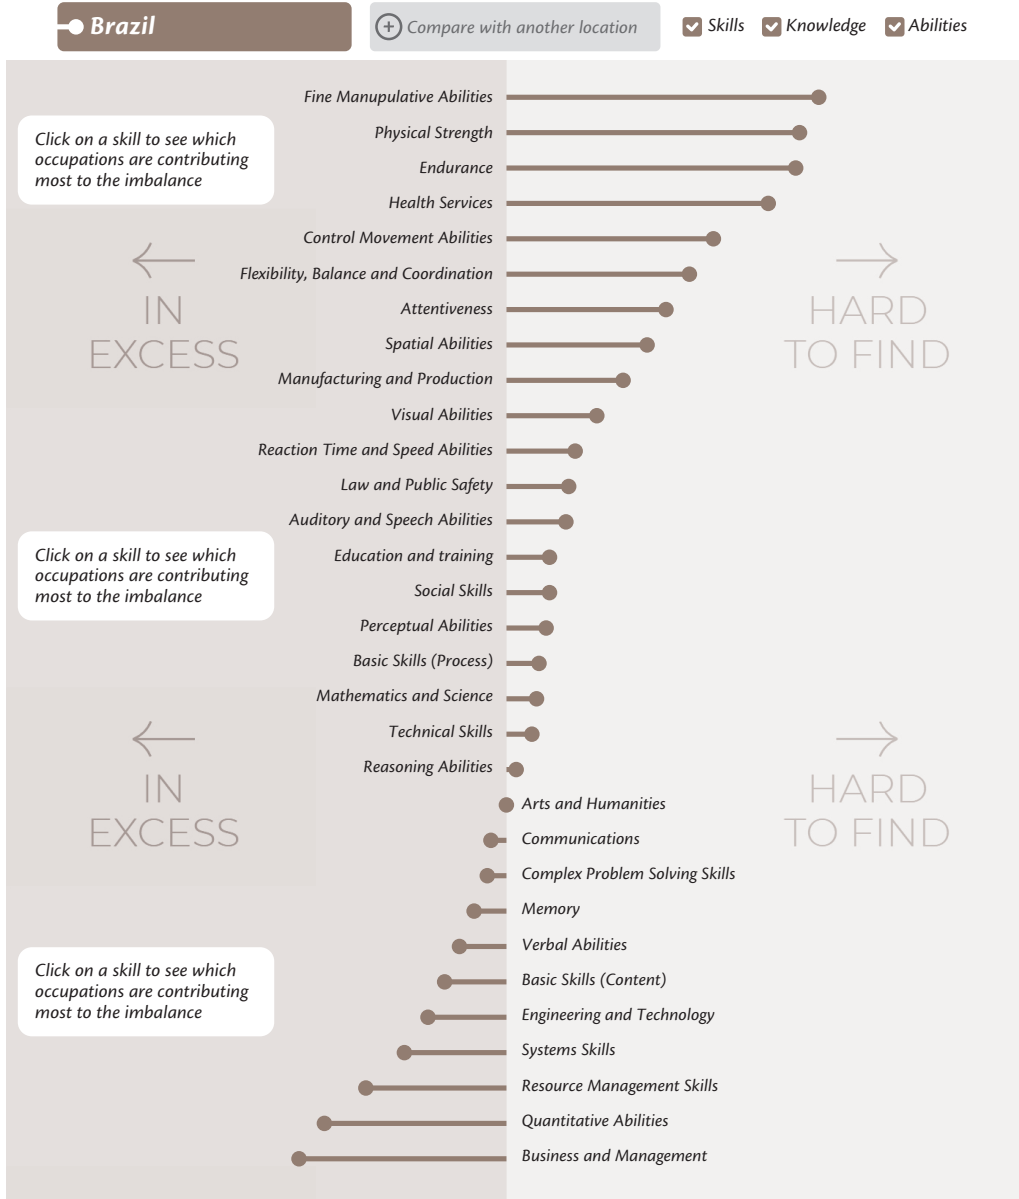 Brazil
Compare with another location
Skills
Knowledge
Abilities
Fine Manupulative Abilities
Click on a skill to see which
occupations are contributing
most to the imbalance
Physical Strength
Endurance
Health Services
Control Movement Abilities
Flexibility, Balance and Coordination
IN
EXCESS
HARD
TO FIND
Attentiveness
Spatial Abilities
Manufacturing and Production
Visual Abilities
Reaction Time and Speed Abilities
Law and Public Safety
Auditory and Speech Abilities
Click on a skill to see which
occupations are contributing
most to the imbalance
Education and training
Social Skills
Perceptual Abilities
Basic Skills (Process)
Mathematics and Science
Technical Skills
Reasoning Abilities
IN
EXCESS
HARD
TO FIND
Arts and Humanities
Communications
Complex Problem Solving Skills
Memory
Verbal Abilities
Click on a skill to see which
occupations are contributing
most to the imbalance
Basic Skills (Content)
Engineering and Technology
Systems Skills
Resource Management Skills
Quantitative Abilities
Business and Management